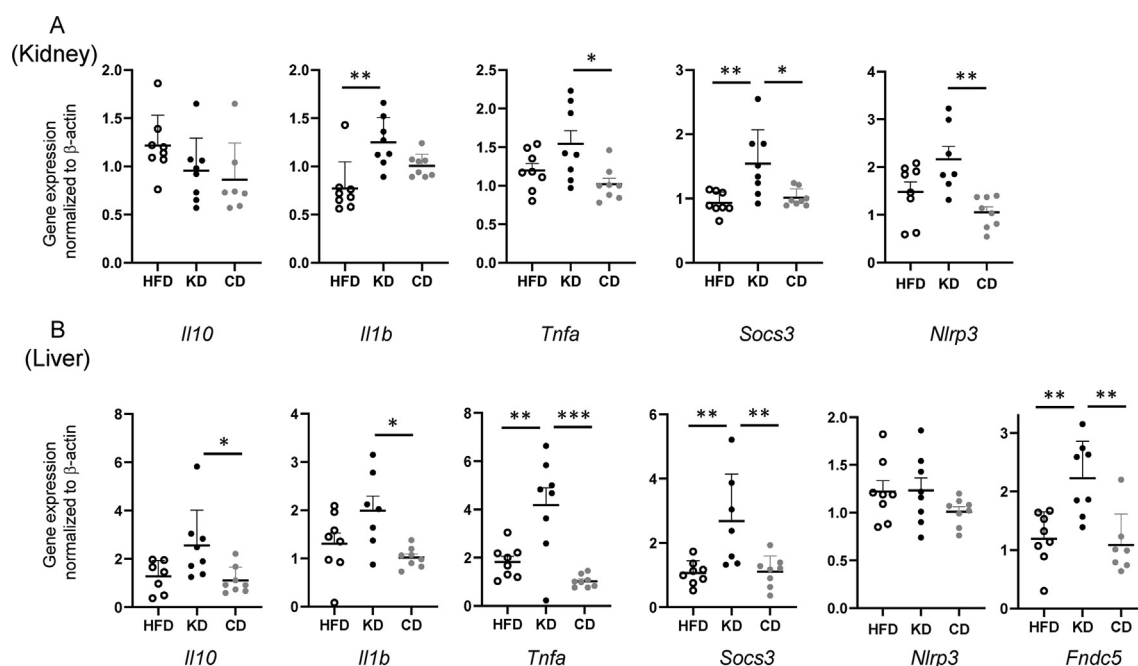 A
(Kidney)
Gene expression
normalized to β-actin
2.0
1.5
1.0
0.5
0.0
HFD KD CD
Il10
2.0
1.5
1.0
0.5
0.0
**
HFD KD CD
Il1b
2.5
2.0
1.5
1.0
0.5
0.0
*
HFD KD CD
Tnfa
3
2
1
0
** *
HFD KD CD
Socs3
4
3
2
1
0
**
HFD KD CD
Nlrp3
B
(Liver)
Gene expression
normalized to β-actin
8
6
4
2
0
*
HFD KD CD
Il10
4
3
2
1
0
*
HFD KD CD
Il1b
8
6
4
2
0
** ***
HFD KD CD
Tnfa
6
4
2
0
** **
HFD KD CD
Socs3
2.0
1.5
1.0
0.5
0.0
HFD KD CD
Nlrp3
3
2
1
0
** **
HFD KD CD
Fndc5